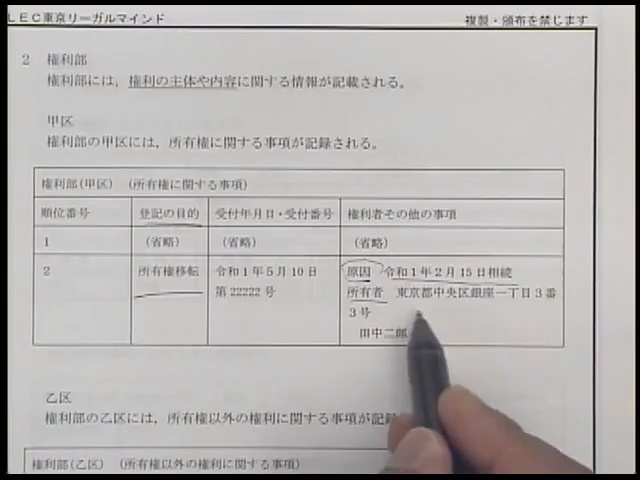 LEC東京リーガルマインド 複製・頒布を禁じます
2 権利部
権利部には，権利の主体や内容に関する情報が記載される。
甲区
権利部の甲区には，所有権に関する事項が記録される。
権利部（甲区）（所有権に関する事項）
順位番号 登記の目的 受付年月日・受付番号 権利者その他の事項
1 （省略） （省略） （省略）
2 所有権移転 令和1年5月10日 原因 令和1年2月15日相続
第22222号 所有者 東京都中央区銀座一丁目3番
3号
田中二郎
乙区
権利部の乙区には，所有権以外の権利に関する事項が記録
権利部（乙区）（所有権以外の権利に関する事項）